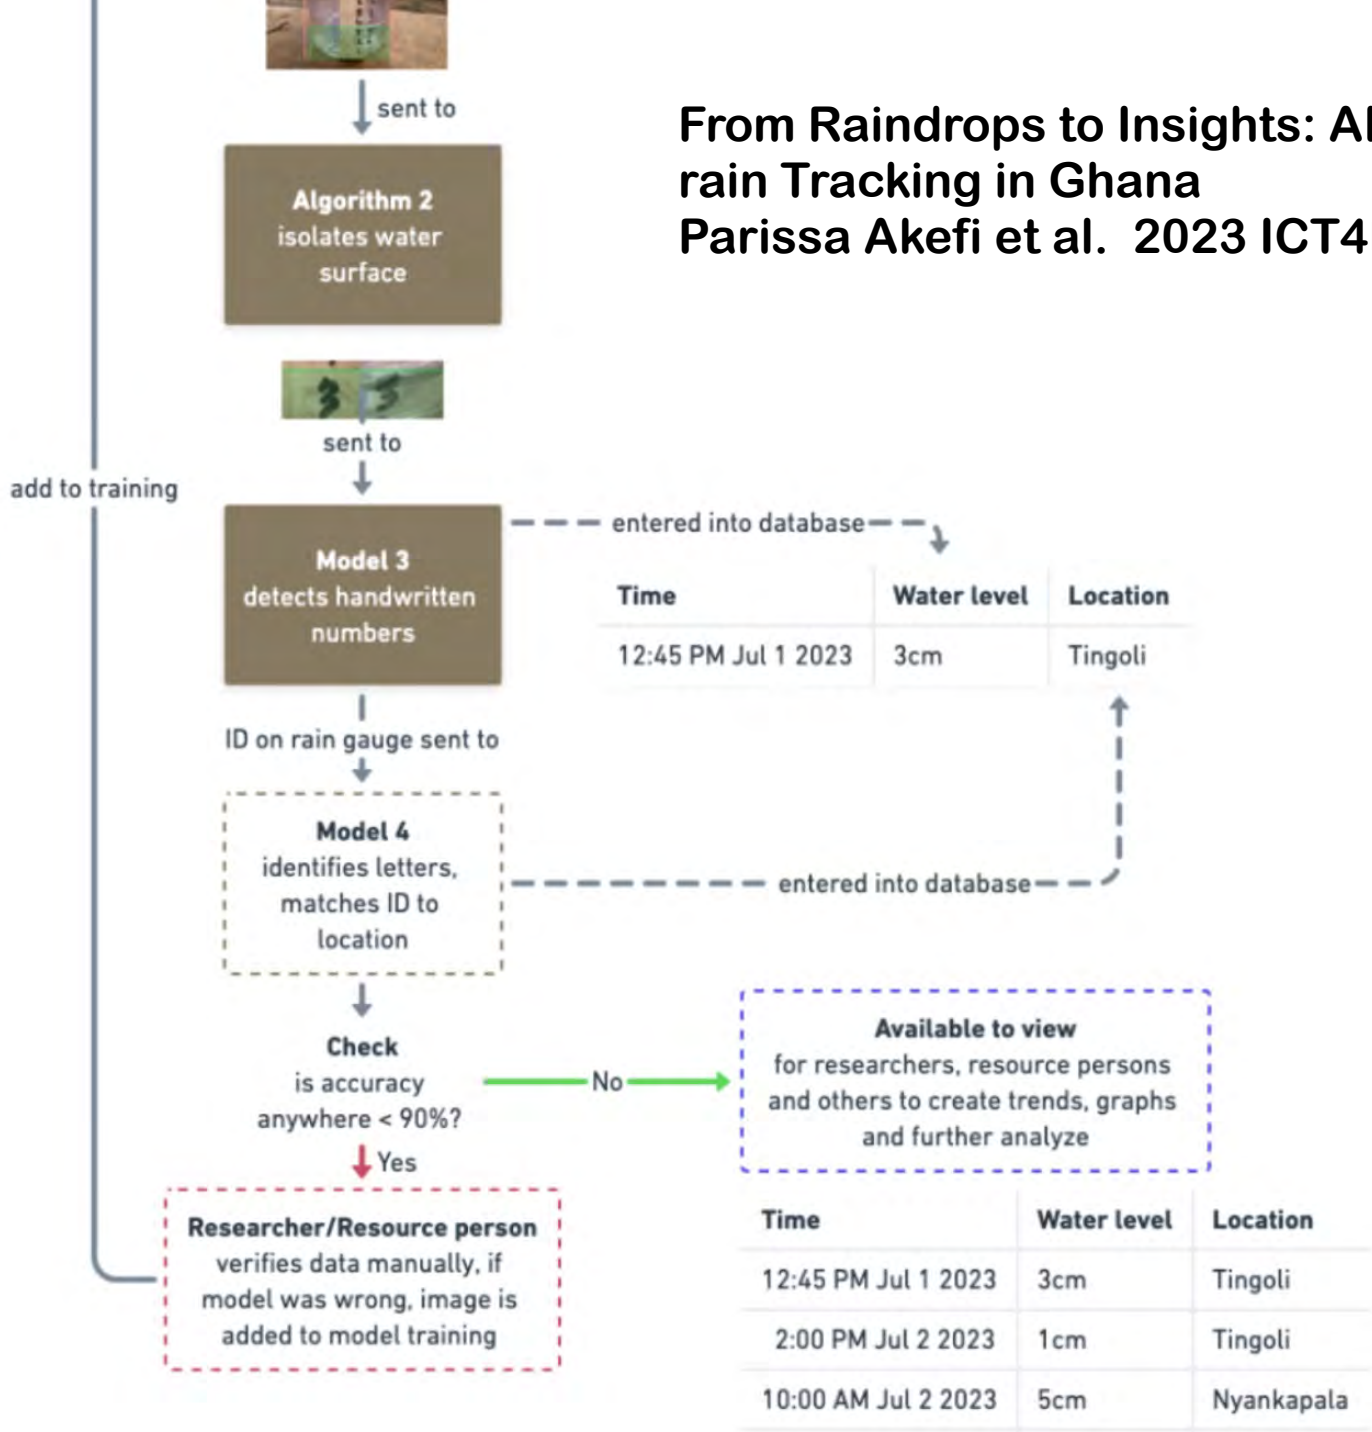 sent to
From Raindrops to Insights: AI
rain Tracking in Ghana
Parissa Akefi et al. 2023 ICT4
Algorithm 2
isolates water
surface
3
sent to
add to training
Model 3
detects handwritten
numbers
entered into database
Time Water level Location
12:45 PM Jul 1 2023 3cm Tingoli
ID on rain gauge sent to
Model 4
identifies letters,
matches ID to
location
entered into database
Check
is accuracy
anywhere < 90%?
No
Available to view
for researchers, resource persons
and others to create trends, graphs
and further analyze
Yes
Researcher/Resource person
verifies data manually, if
model was wrong, image is
added to model training
Time Water level Location
12:45 PM Jul 1 2023 3cm Tingoli
2:00 PM Jul 2 2023 1cm Tingoli
10:00 AM Jul 2 2023 5cm Nyankapala